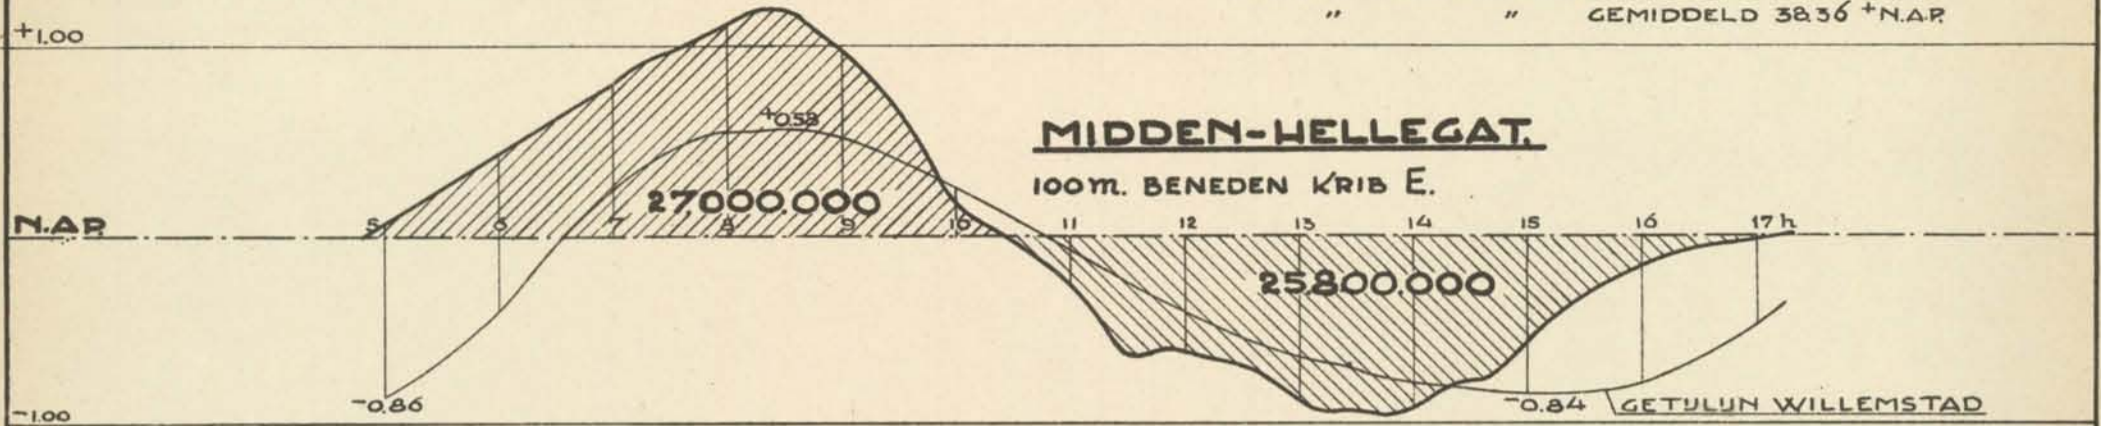 " " GEMIDDELD 38.36 +N.A.P.
+1.00
+0.58
MIDDEN-HELLEGAT.
27.000.000
100m. BENEDEN KRIB E.
N.A.P.
5 6 7 8 9 10 11 12 13 14 15 16 17 h
25.800.000
-0.86
-0.84 GETIJLIJN WILLEMSTAD
-1.00